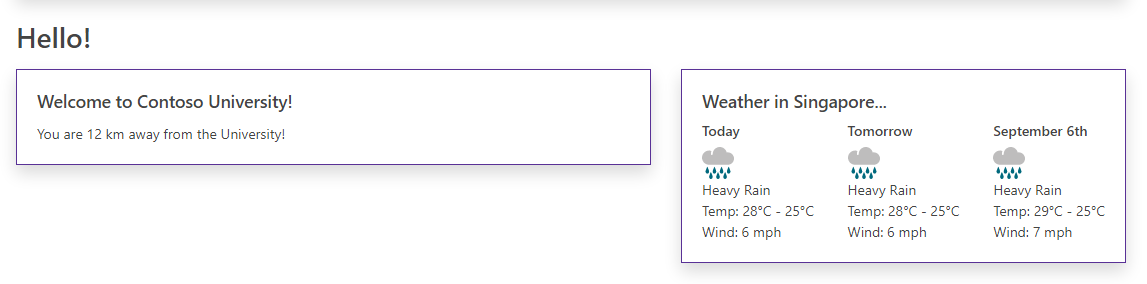 Hello!
Welcome to Contoso University!
You are 12 km away from the University!
Weather in Singapore...
Today
Heavy Rain
Temp: 28°C - 25°C
Wind: 6 mph
Tomorrow
Heavy Rain
Temp: 28°C - 25°C
Wind: 6 mph
September 6th
Heavy Rain
Temp: 29°C - 25°C
Wind: 7 mph